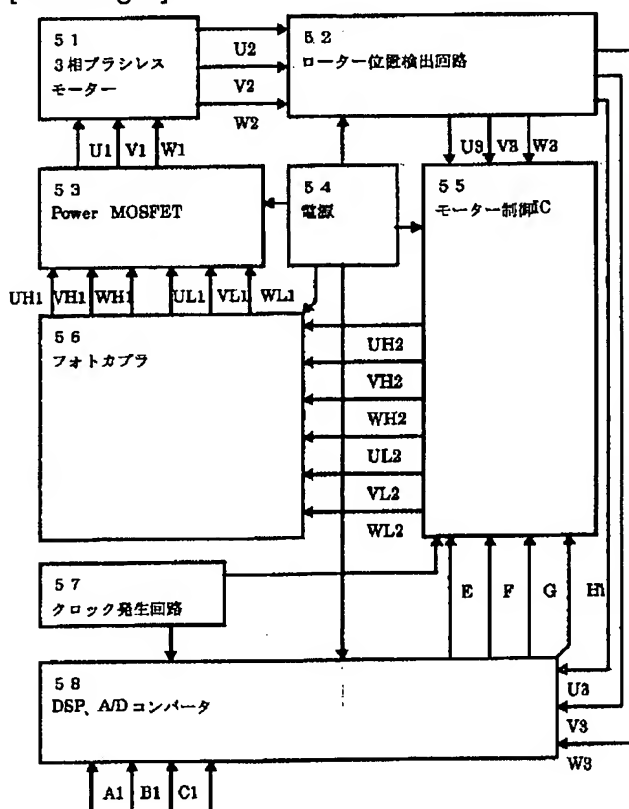 51
3相ブラシレス
モーター
U2
V2
W2
52
ローター位置検出回路
U1 V1 W1
U3 V3 W3
53
Power MOSFET
54
電源
55
モーター制御IC
UH1 VH1 WH1 UL1 VL1 WL1
56
フォトカプラ
UH2
VH2
WH2
UL2
VL2
WL2
57
クロック発生回路
E F G
58
DSP、A/Dコンバータ
U3
V3
W3
A1 B1 C1